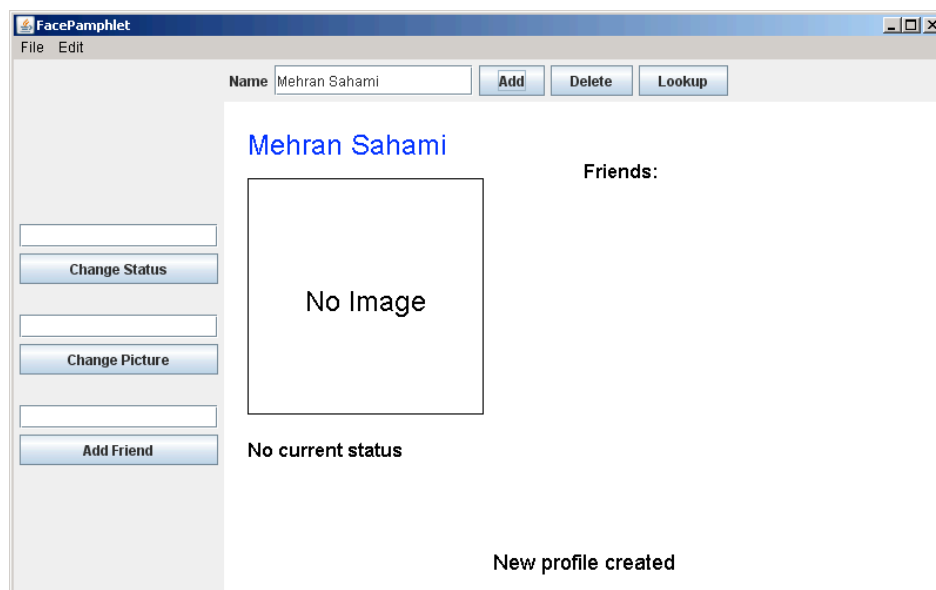 FacePamphlet
File Edit
Name Mehran Sahami Add Delete Lookup
Mehran Sahami
Friends:
Change Status
No Image
Change Picture
No current status
Add Friend
New profile created